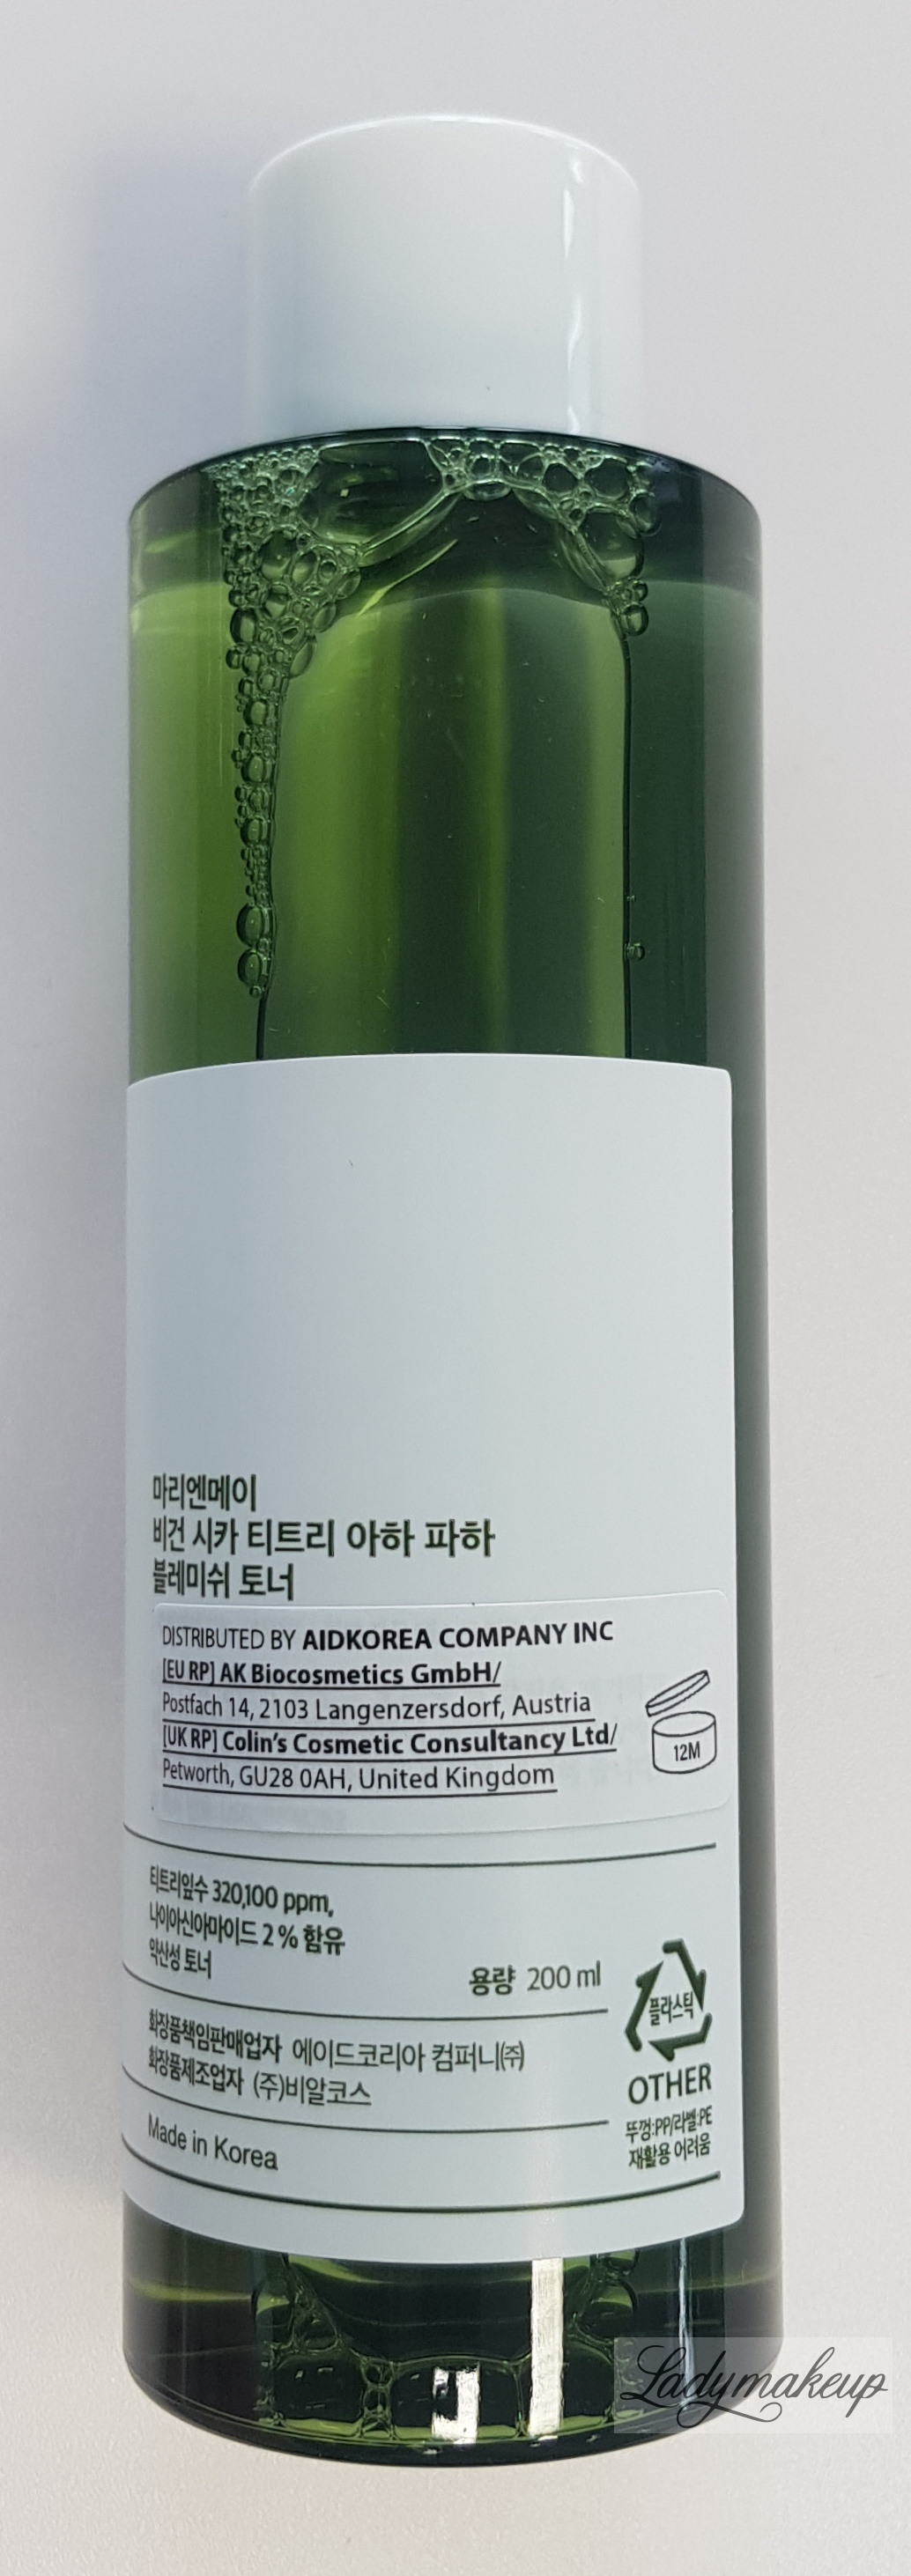 마리엔메이
비건 시카 티트리 아하 파하
블레미쉬 토너
DISTRIBUTED BY AIDKOREA COMPANY INC
[EU RP] AK Biocosmetics GmbH/
Postfach 14, 2103 Langenzersdorf, Austria
[UK RP] Colin's Cosmetic Consultancy Ltd/
Petworth, GU28 0AH, United Kingdom
12M
티트리잎수 320,100 ppm,
나이아신아마이드 2 % 함유
약산성 토너
용량 200 ml
화장품책임판매업자 에이드코리아 컴퍼니㈜
화장품제조업자 (주)비알코스
Made in Korea
플라스틱
OTHER
뚜껑:PP/라벨:PE
재활용 어려움
Ladymakeup